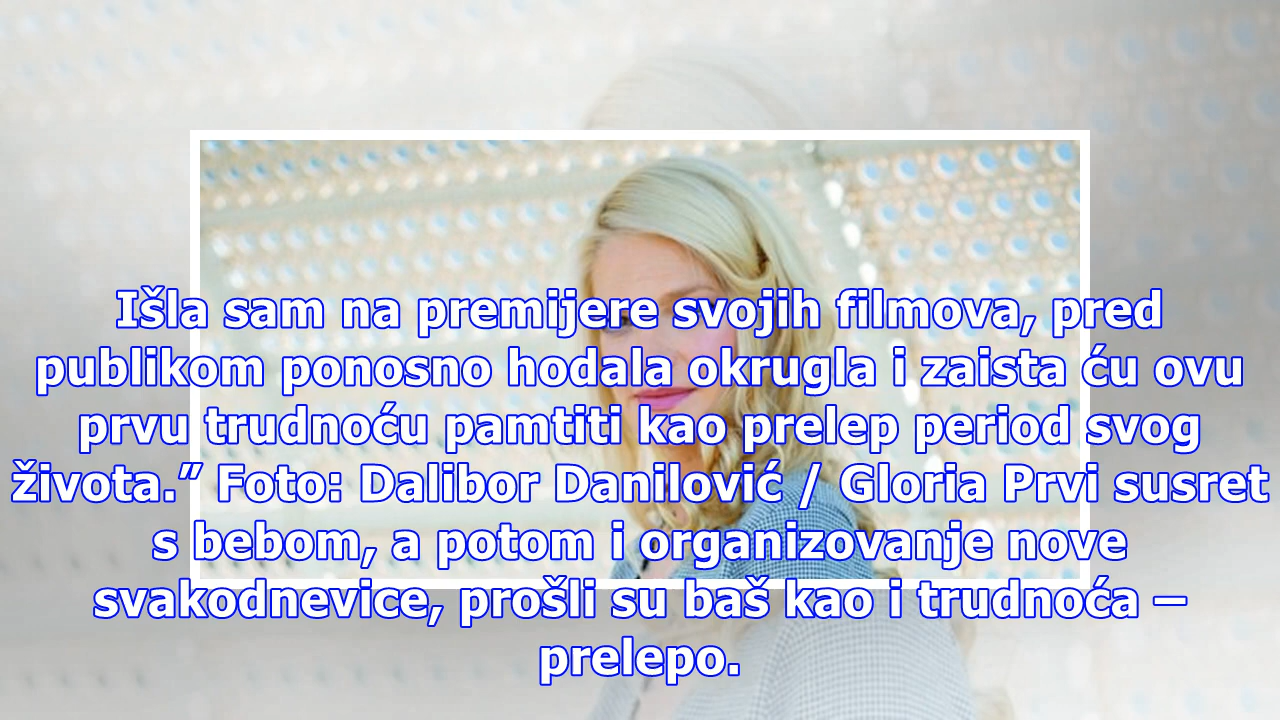 Išla sam na premijere svojih filmova, pred
publikom ponosno hodala okrugla i zaista ću ovu
prvu trudnoću pamtiti kao prelep period svog
života.” Foto: Dalibor Danilović / Gloria Prvi susret
s bebom, a potom i organizovanje nove
svakodnevice, prošli su baš kao i trudnoća –
prelepo.